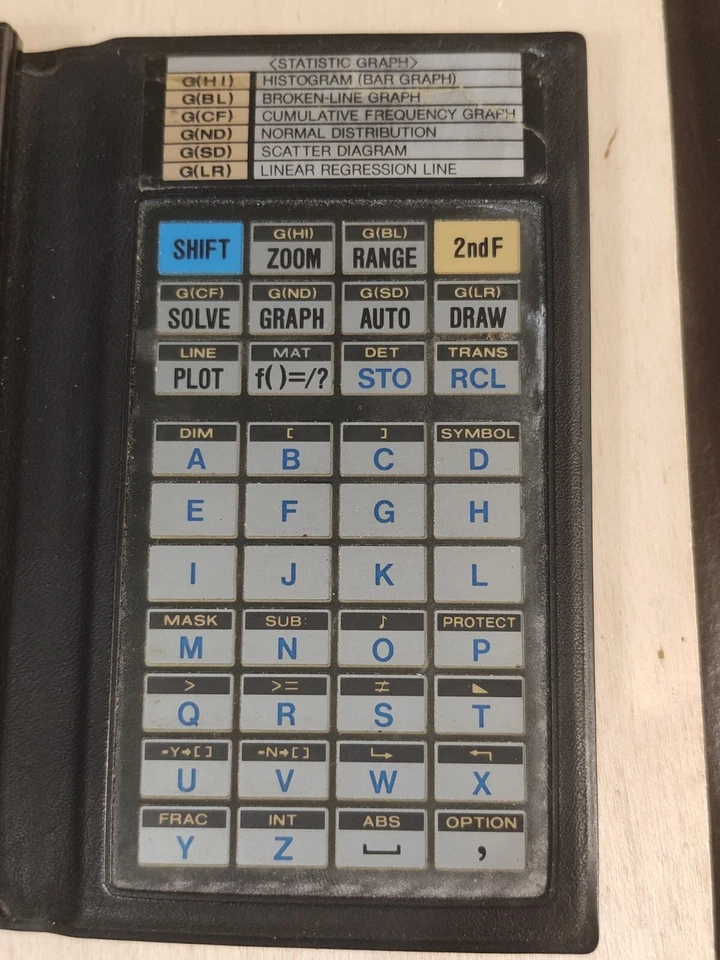 <STATISTIC GRAPH>
G(HI) HISTOGRAM (BAR GRAPH)
G(BL) BROKEN-LINE GRAPH
G(CF) CUMULATIVE FREQUENCY GRAPH
G(ND) NORMAL DISTRIBUTION
G(SD) SCATTER DIAGRAM
G(LR) LINEAR REGRESSION LINE
G(HI) G(BL)
SHIFT ZOOM RANGE 2ndF
G(CF) G(ND) G(SD) G(LR)
SOLVE GRAPH AUTO DRAW
LINE MAT DET TRANS
PLOT f()=/? STO RCL
DIM [ ] SYMBOL
A B C D
E F G H
I J K L
MASK SUB: ♪ PROTECT
M N O P
> >= ≠ ◣
Q R S T
-Y→[] -N→[] ↳ ↰
U V W X
FRAC INT ABS OPTION
Y Z ⎵ ,